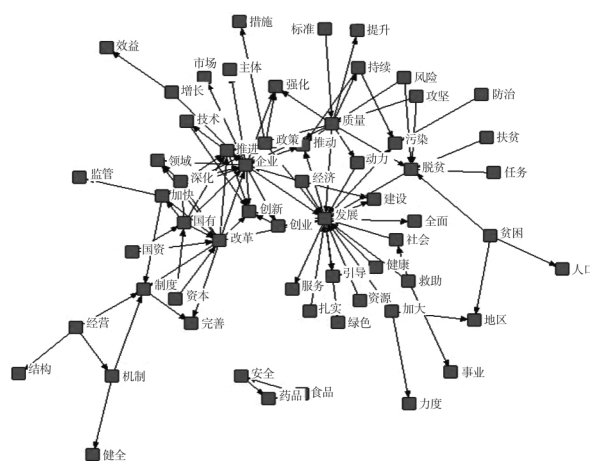 措施
标准
提升
效益
市场
主体
持续
风险
增长
强化
攻坚
防治
技术
质量
政策
推动
污染
扶贫
推进
领域
企业
动力
脱贫
任务
监管
深化
经济
加快
建设
国有
创新
发展
全面
创业
改革
社会
贫困
国资
健康
人口
引导
救助
制度
服务
资本
资源
扎实
加大
经营
完善
绿色
地区
结构
机制
安全
事业
药品
食品
力度
健全